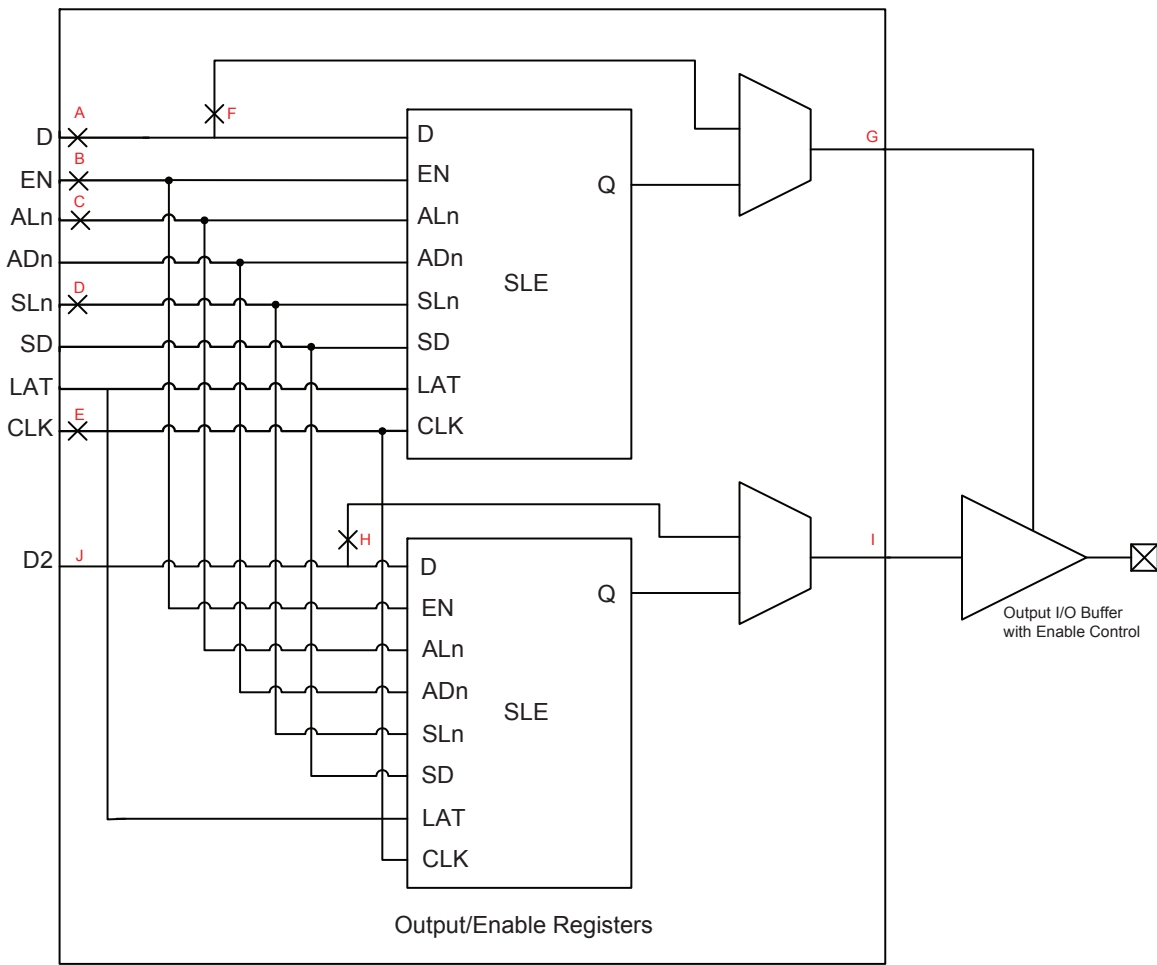 A
D
F
B
EN
C
ALn
ADn
D
SLn
SD
LAT
E
CLK
D
EN
ALn
ADn
SLn
SD
LAT
CLK
Q
SLE
G
J
D2
H
D
EN
ALn
ADn
SLn
SD
LAT
CLK
Q
SLE
I
Output I/O Buffer
with Enable Control
Output/Enable Registers